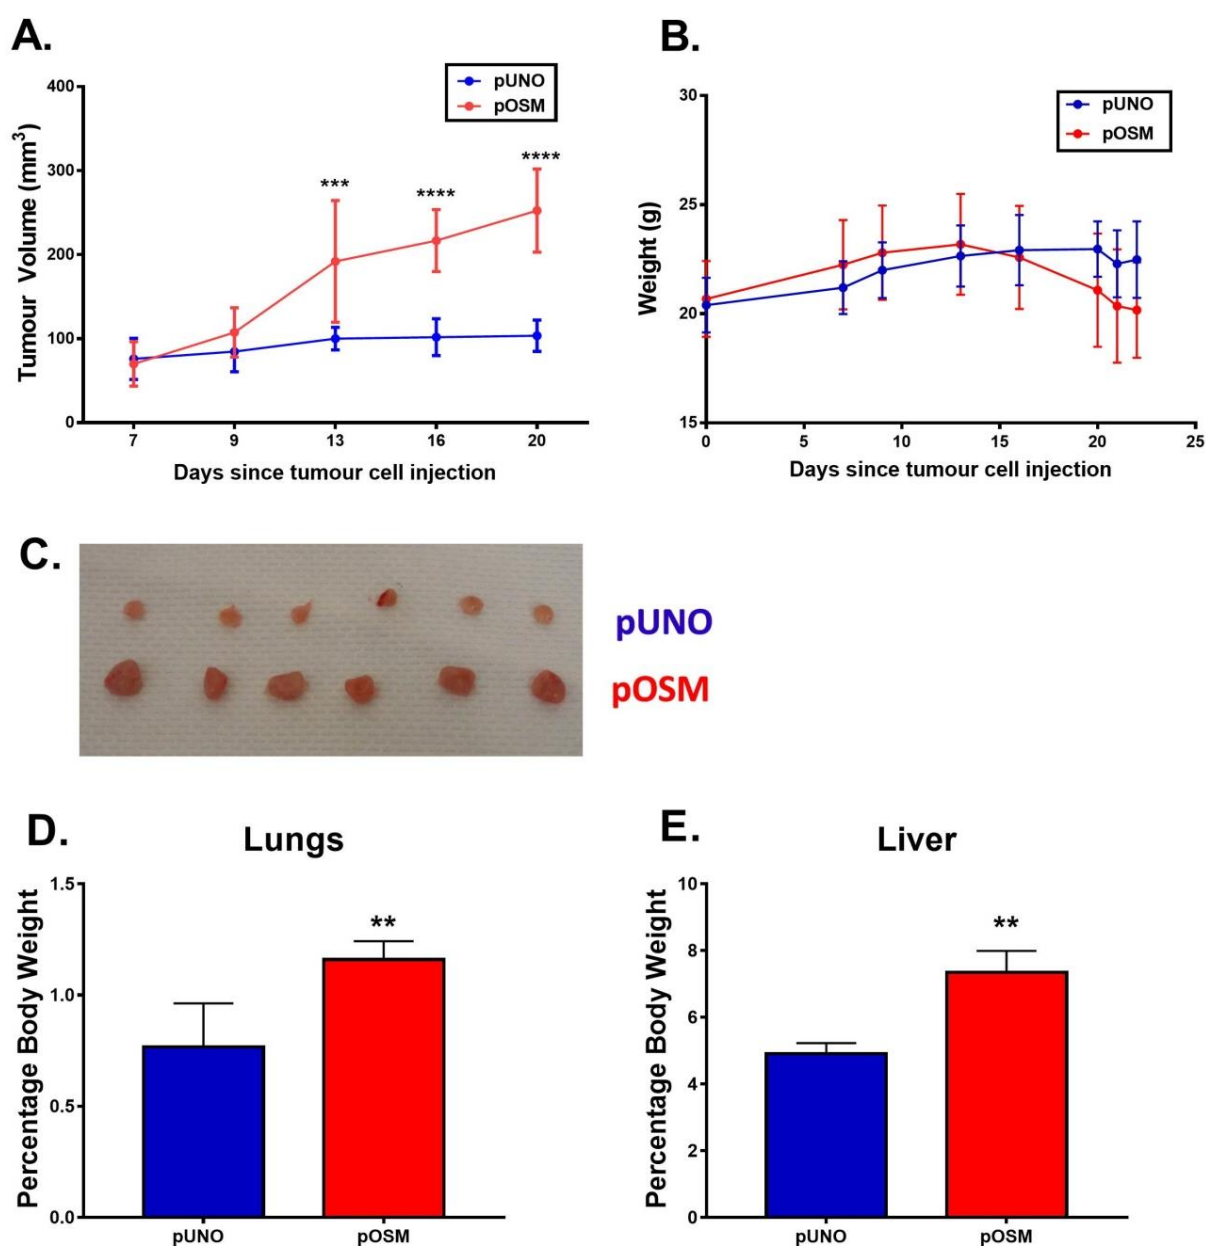 A.
pUNO
pOSM
Tumour Volume (mm³)
400
300
200
100
0
***
****
****
7 9 13 16 20
Days since tumour cell injection
B.
pUNO
pOSM
Weight (g)
30
25
20
15
0 5 10 15 20 25
Days since tumour cell injection
C.
pUNO
pOSM
D.
Lungs
Percentage Body Weight
1.5
1.0
0.5
0.0
**
pUNO pOSM
E.
Liver
Percentage Body Weight
10
8
6
4
2
0
**
pUNO pOSM